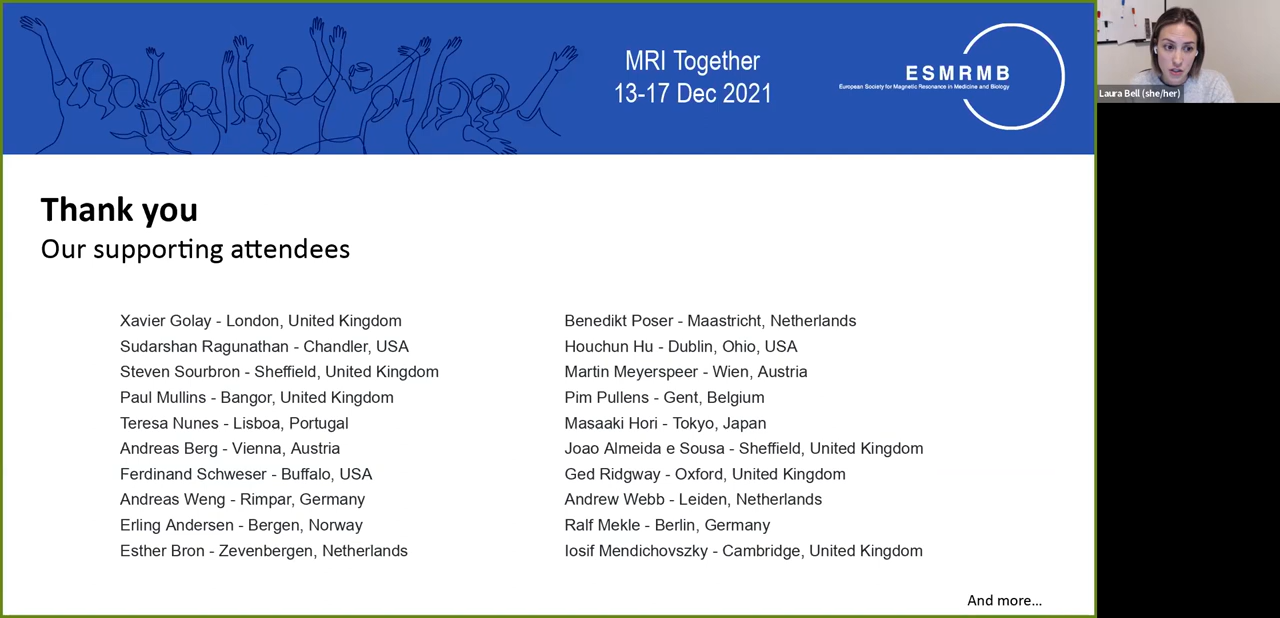 MRI Together
13-17 Dec 2021
ESMRMB
European Society for Magnetic Resonance in Medicine and Biology
Laura Bell (she/her)
Thank you
Our supporting attendees
Xavier Golay - London, United Kingdom
Sudarshan Ragunathan - Chandler, USA
Steven Sourbron - Sheffield, United Kingdom
Paul Mullins - Bangor, United Kingdom
Teresa Nunes - Lisboa, Portugal
Andreas Berg - Vienna, Austria
Ferdinand Schweser - Buffalo, USA
Andreas Weng - Rimpar, Germany
Erling Andersen - Bergen, Norway
Esther Bron - Zevenbergen, Netherlands
Benedikt Poser - Maastricht, Netherlands
Houchun Hu - Dublin, Ohio, USA
Martin Meyerspeer - Wien, Austria
Pim Pullens - Gent, Belgium
Masaaki Hori - Tokyo, Japan
Joao Almeida e Sousa - Sheffield, United Kingdom
Ged Ridgway - Oxford, United Kingdom
Andrew Webb - Leiden, Netherlands
Ralf Mekle - Berlin, Germany
Iosif Mendichovszky - Cambridge, United Kingdom
And more...